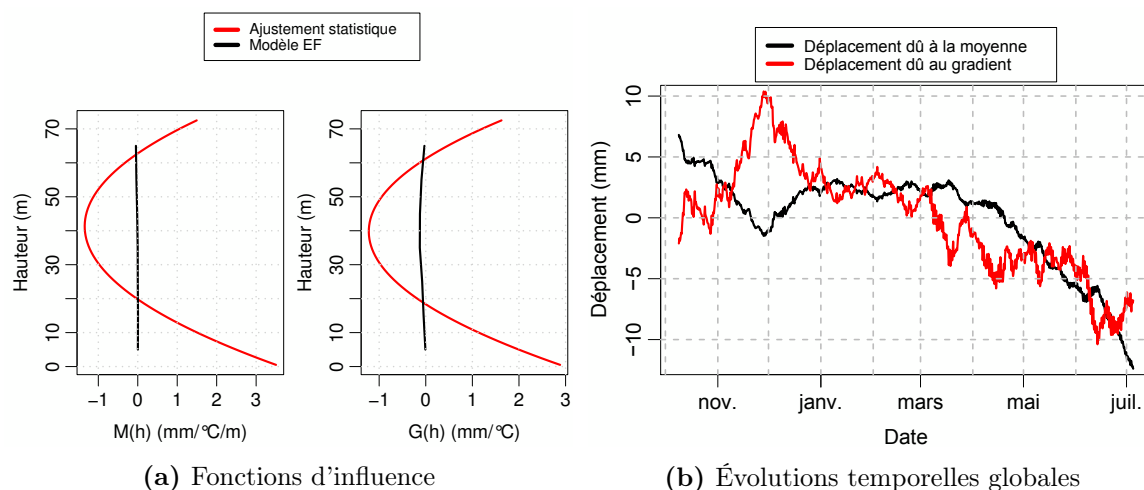 Ajustement statistique
Modèle EF
Hauteur (m)
0 10 30 50 70
−1 0 1 2 3
M(h) (mm/°C/m)
Hauteur (m)
0 10 30 50 70
−1 0 1 2 3
G(h) (mm/°C)
(a) Fonctions d'influence
Déplacement dû à la moyenne
Déplacement dû au gradient
Déplacement (mm)
−10 −5 0 5 10
nov. janv. mars mai juil.
Date
(b) Évolutions temporelles globales